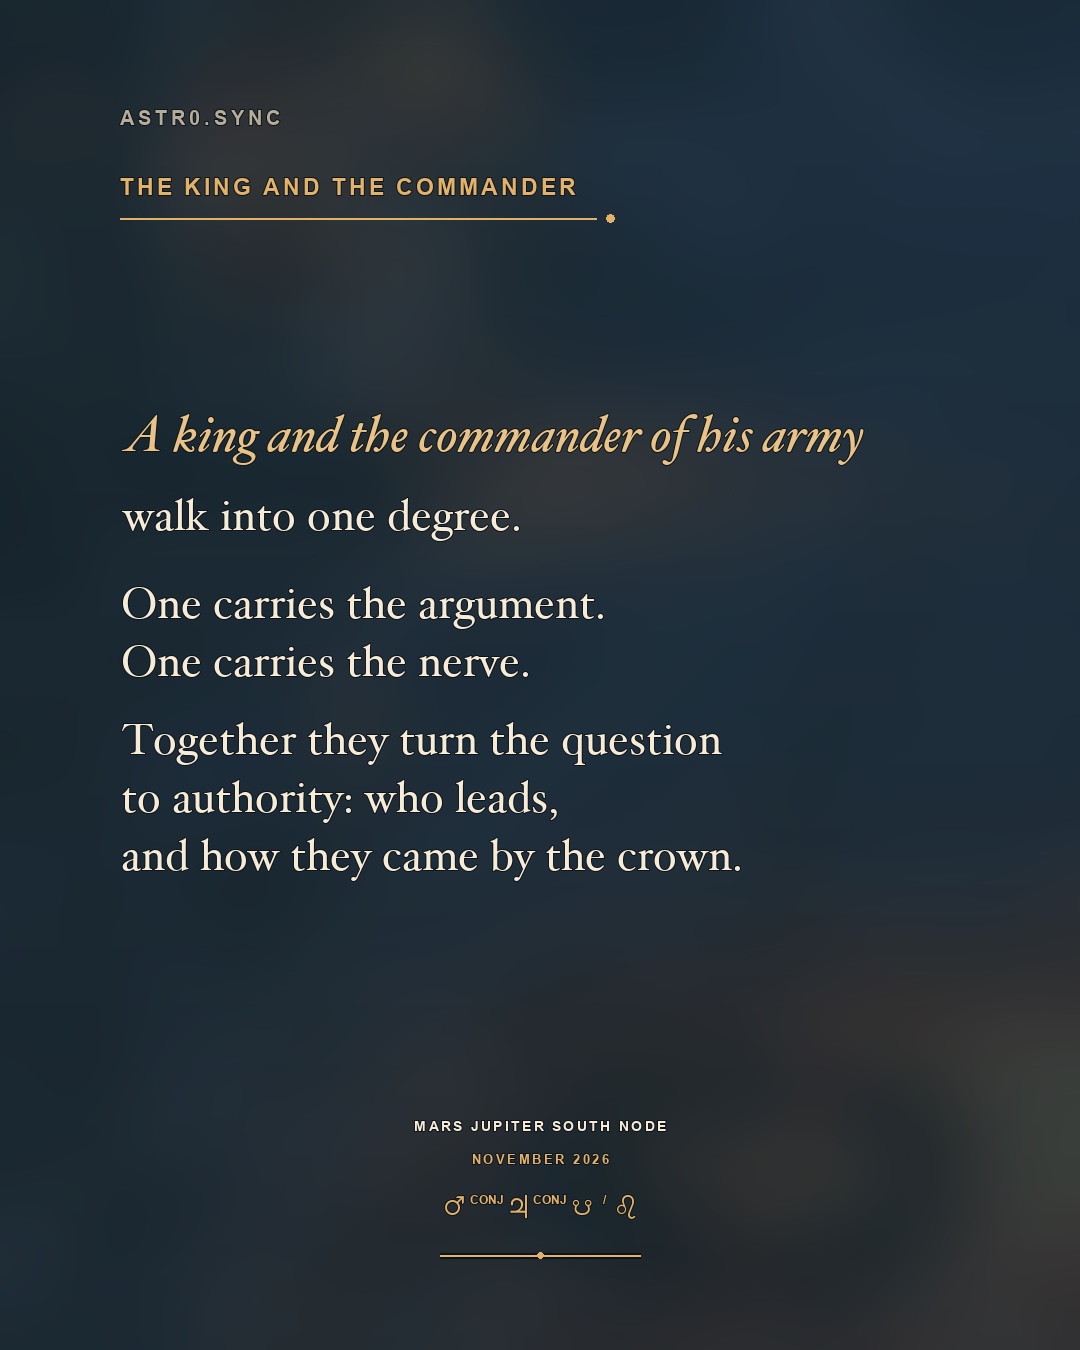 ASTR0.SYNC
THE KING AND THE COMMANDER
A king and the commander of his army
walk into one degree.
One carries the argument.
One carries the nerve.
Together they turn the question
to authority: who leads,
and how they came by the crown.
MARS JUPITER SOUTH NODE
NOVEMBER 2026
♂ CONJ ♃ CONJ ☋ / ♌